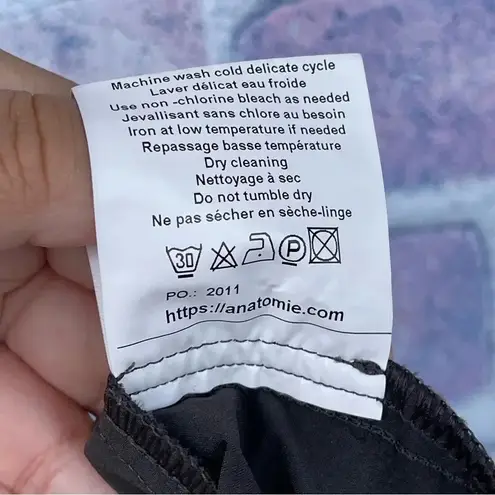 Machine wash cold delicate cycle
Laver délicat eau froide
Use non -chlorine bleach as needed
Jevallisant sans chlore au besoin
Iron at low temperature if needed
Repassage basse température
Dry cleaning
Nettoyage à sec
Do not tumble dry
Ne pas sécher en sèche-linge
30 P
PO.: 2011
https://anatomie.com